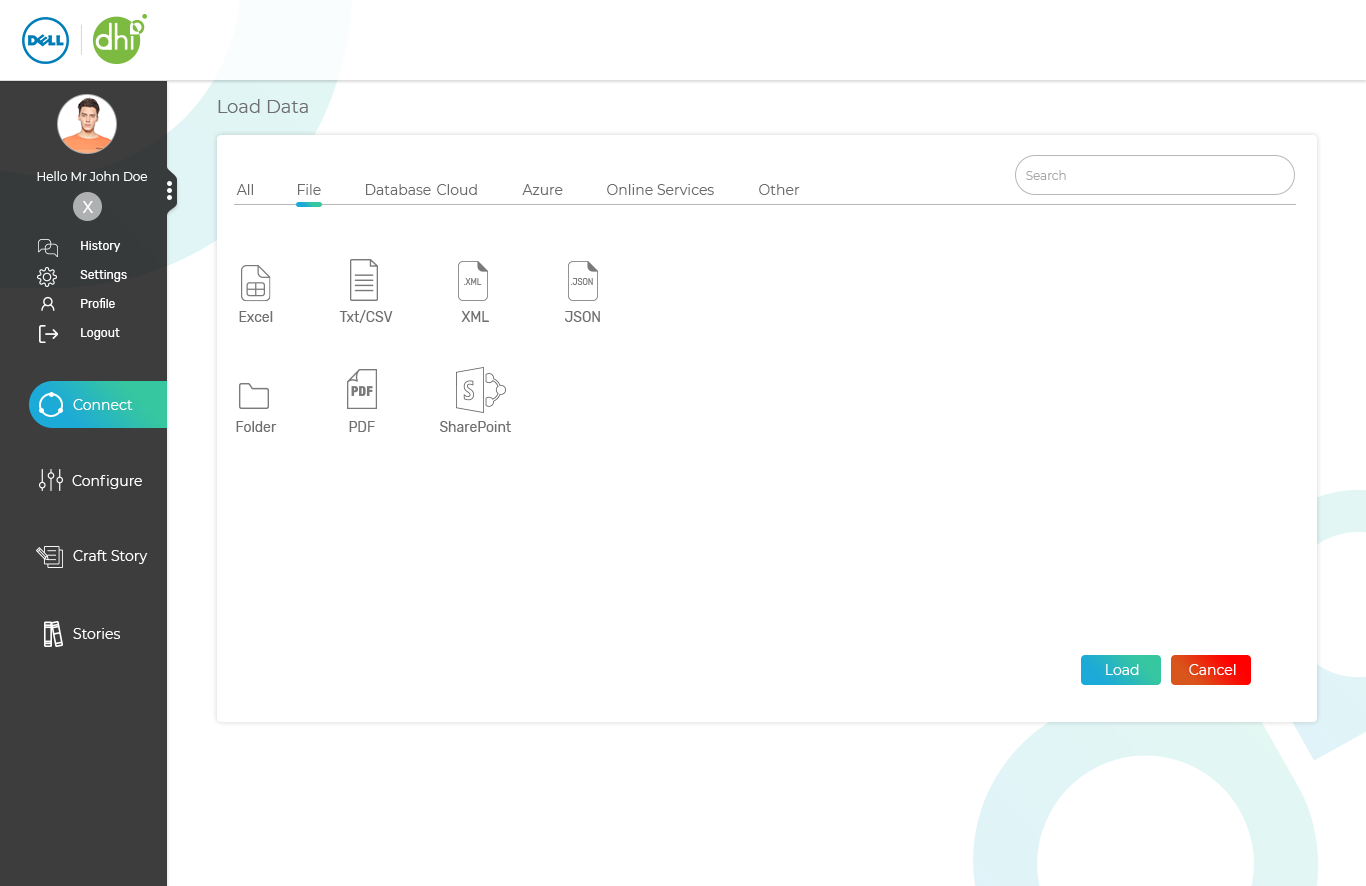 DELL
dhi
Load Data
Hello Mr John Doe
X
History
Settings
Profile
Logout
Connect
Configure
Craft Story
Stories
All File Database Cloud Azure Online Services Other
Search
.XML .JSON
Excel Txt/CSV XML JSON
PDF S
Folder PDF SharePoint
Load Cancel